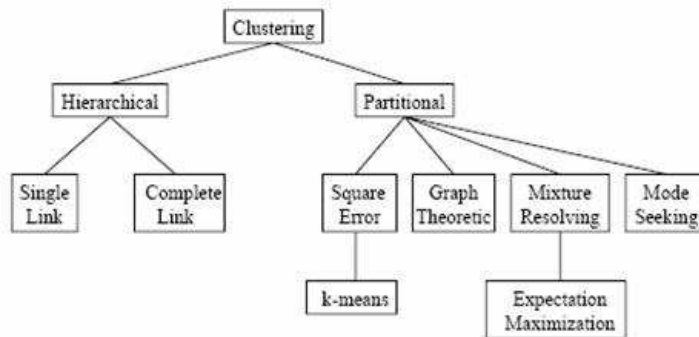 Clustering
Hierarchical
Partitional
Single
Link
Complete
Link
Square
Error
Graph
Theoretic
Mixture
Resolving
Mode
Seeking
k-means
Expectation
Maximization